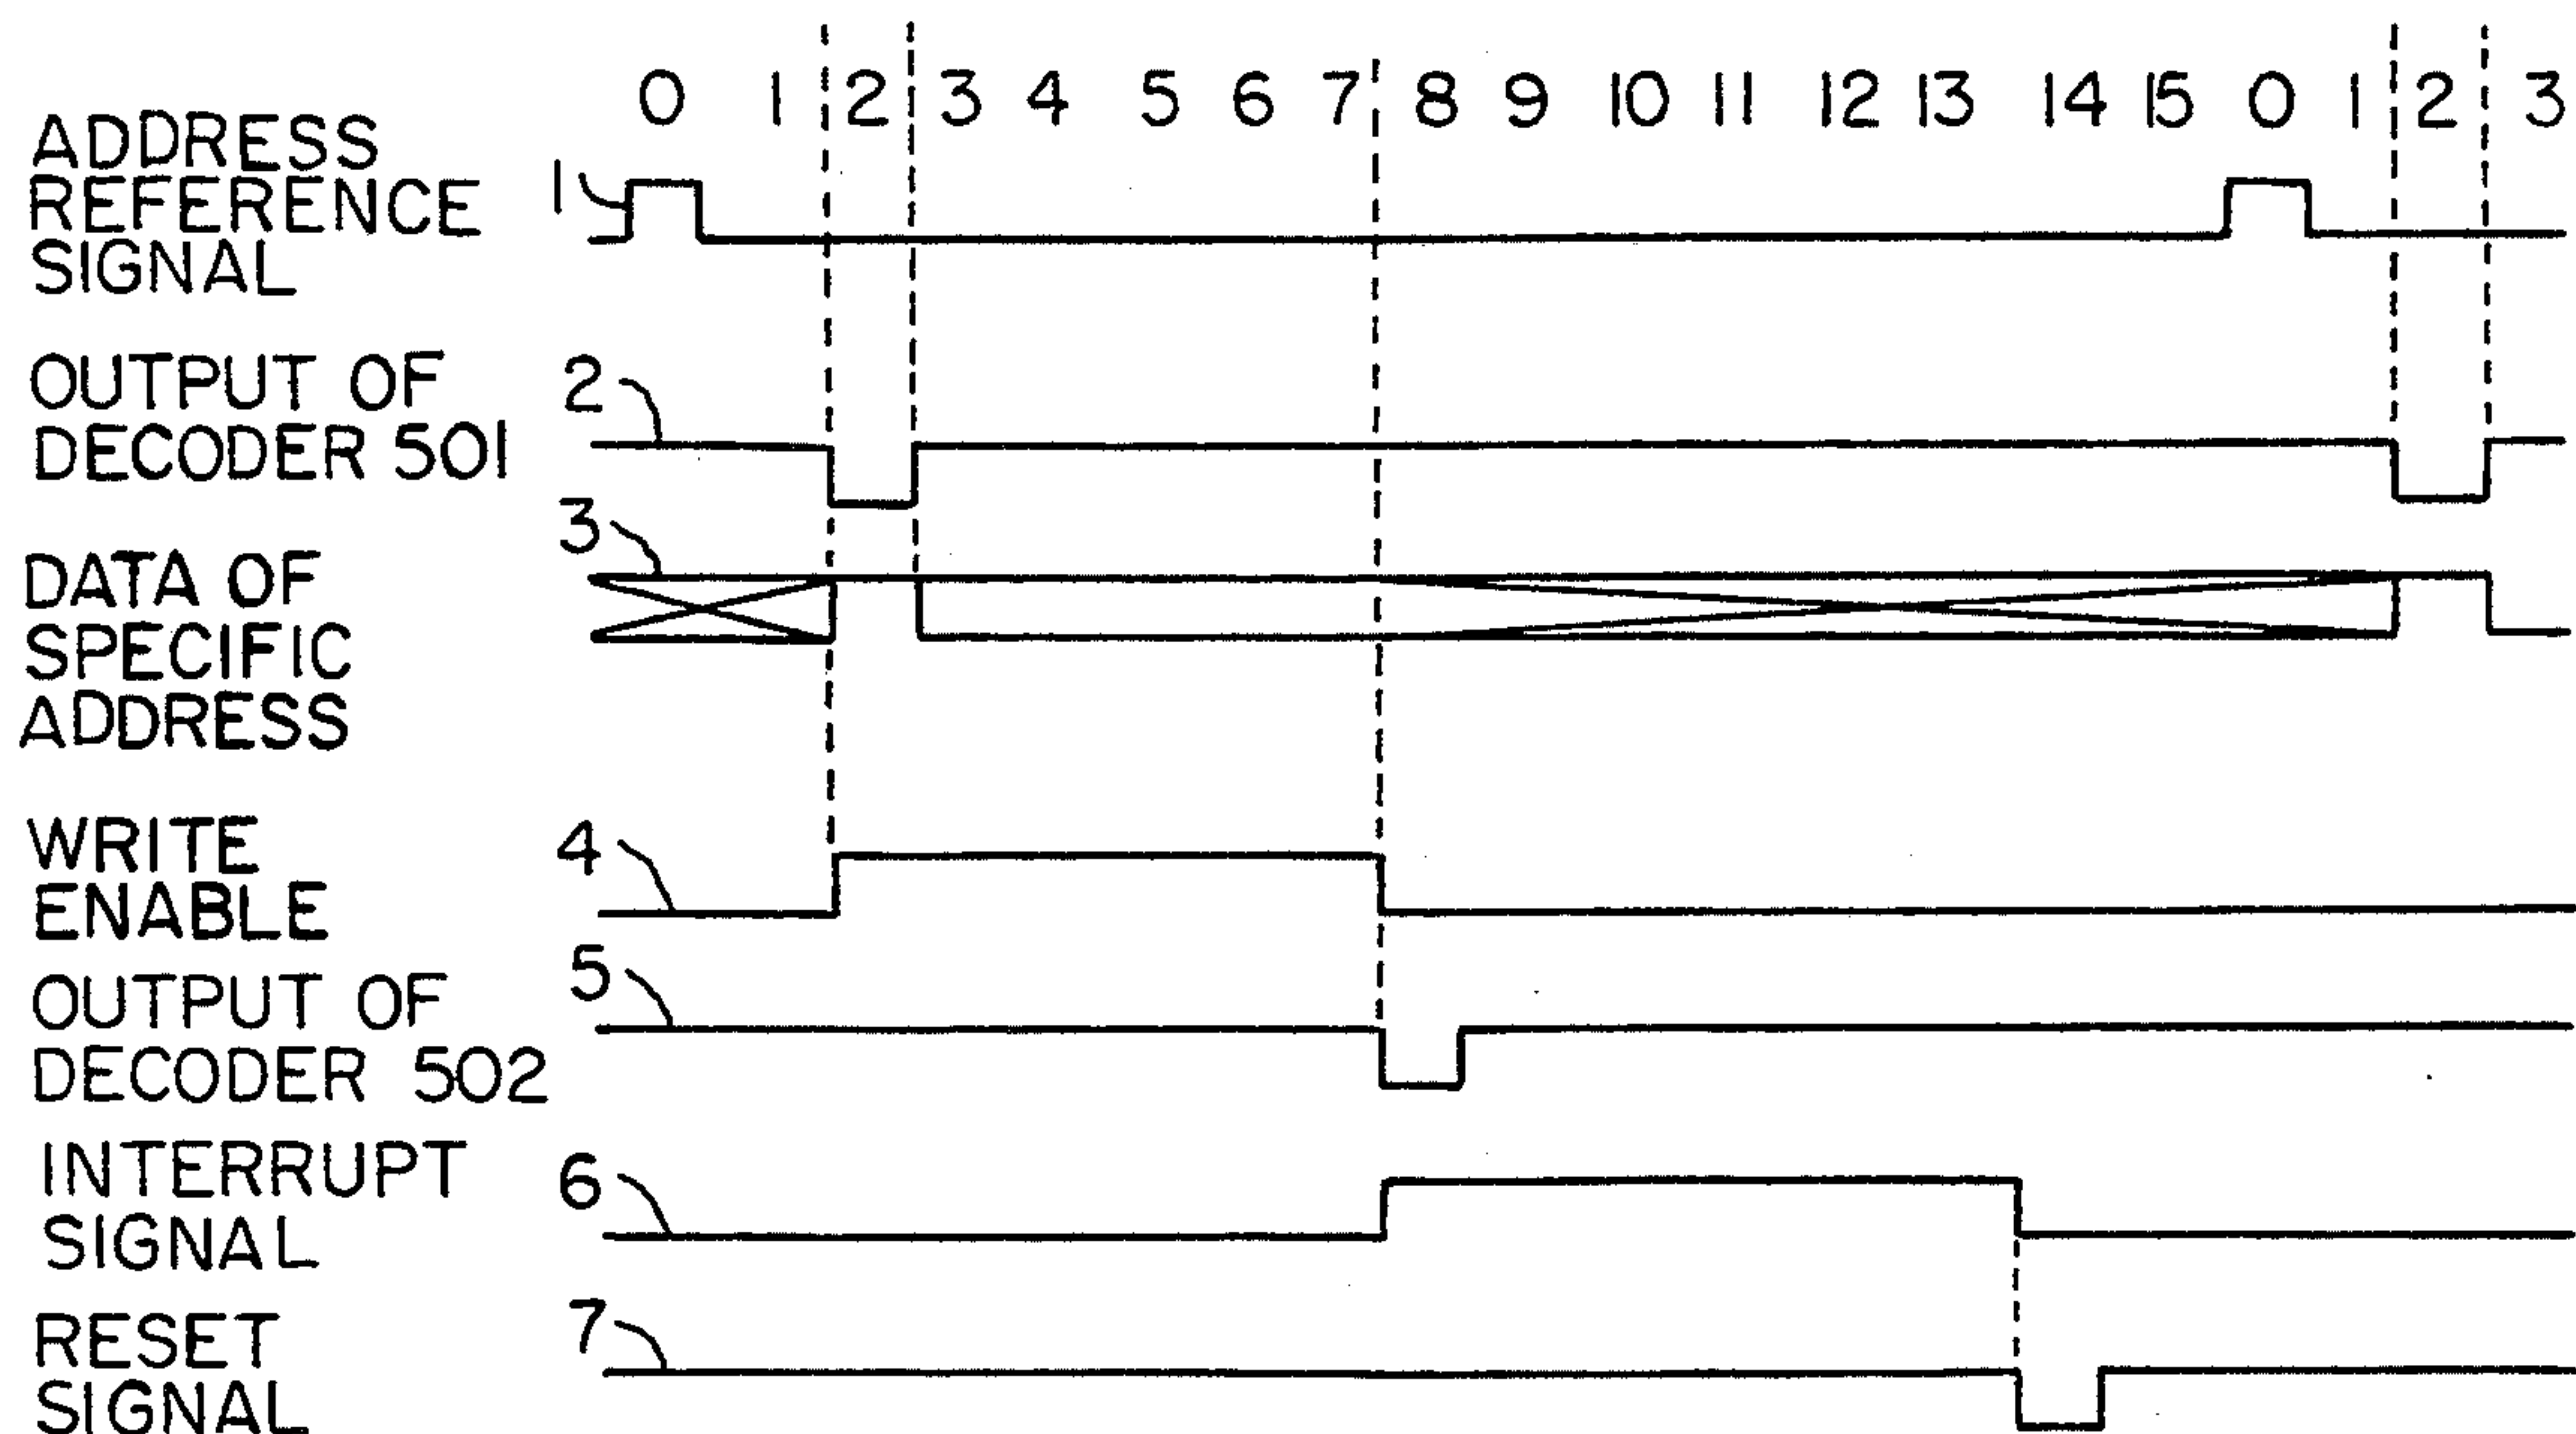 0 1 2 3 4 5 6 7 8 9 10 11 12 13 14 15 0 1 2 3
ADDRESS
REFERENCE
SIGNAL
1
OUTPUT OF
DECODER 501
2
DATA OF
SPECIFIC
ADDRESS
3
WRITE
ENABLE
4
OUTPUT OF
DECODER 502
5
INTERRUPT
SIGNAL
6
RESET
SIGNAL
7